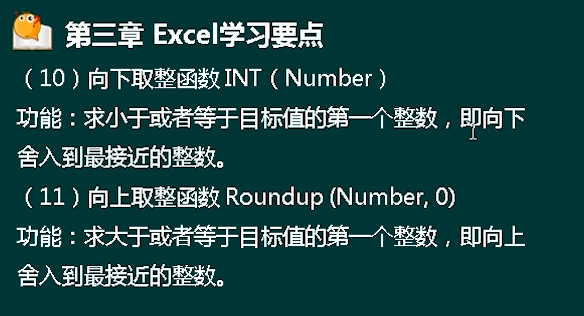 第三章 Excel学习要点
（10）向下取整函数 INT（Number）
功能：求小于或者等于目标值的第一个整数，即向下
舍入到最接近的整数。
（11）向上取整函数 Roundup (Number, 0)
功能：求大于或者等于目标值的第一个整数，即向上
舍入到最接近的整数。